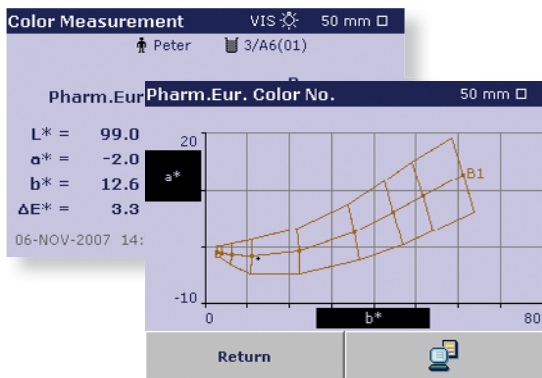 Color Measurement VIS 50 mm
Peter 3/A6(01)
Pharm.Eur
L* = 99.0
a* = -2.0
b* = 12.6
ΔE* = 3.3
06-NOV-2007 14:
Pharm.Eur. Color No. 50 mm
20
a*
B1
-10
0 b* 80
Return